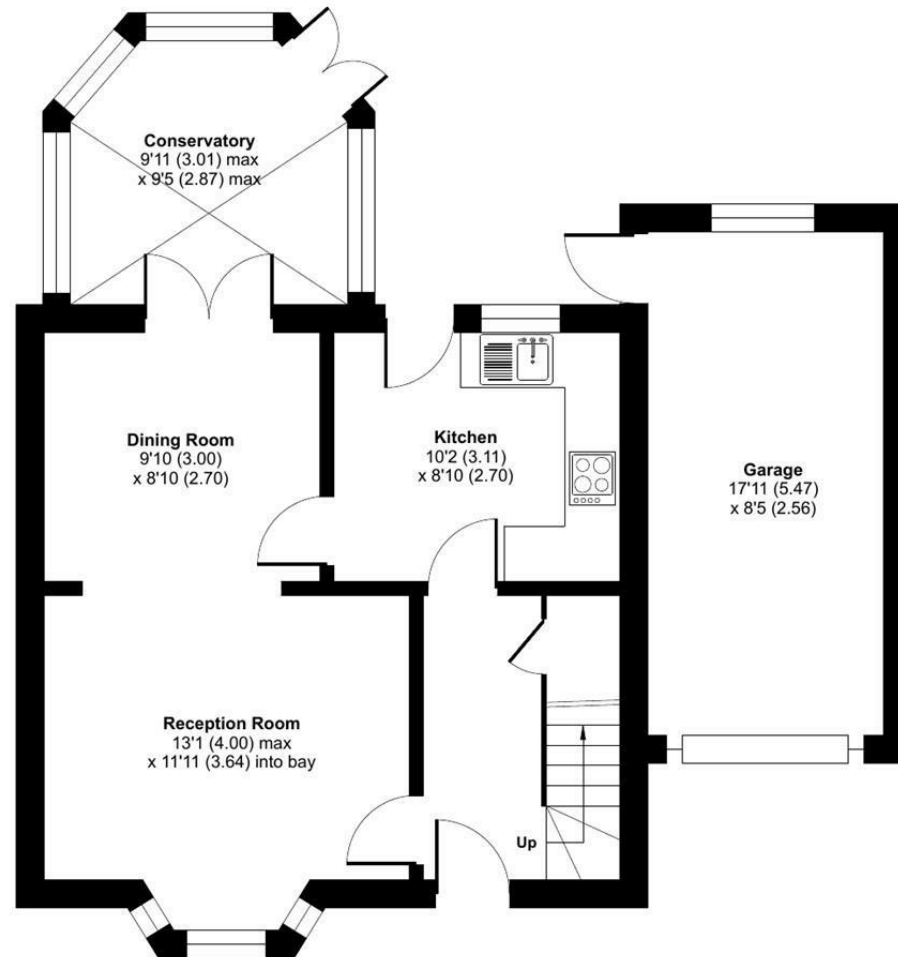 Conservatory
9'11 (3.01) max
x 9'5 (2.87) max
Dining Room
9'10 (3.00)
x 8'10 (2.70)
Kitchen
10'2 (3.11)
x 8'10 (2.70)
Garage
17'11 (5.47)
x 8'5 (2.56)
Reception Room
13'1 (4.00) max
x 11'11 (3.64) into bay
Up